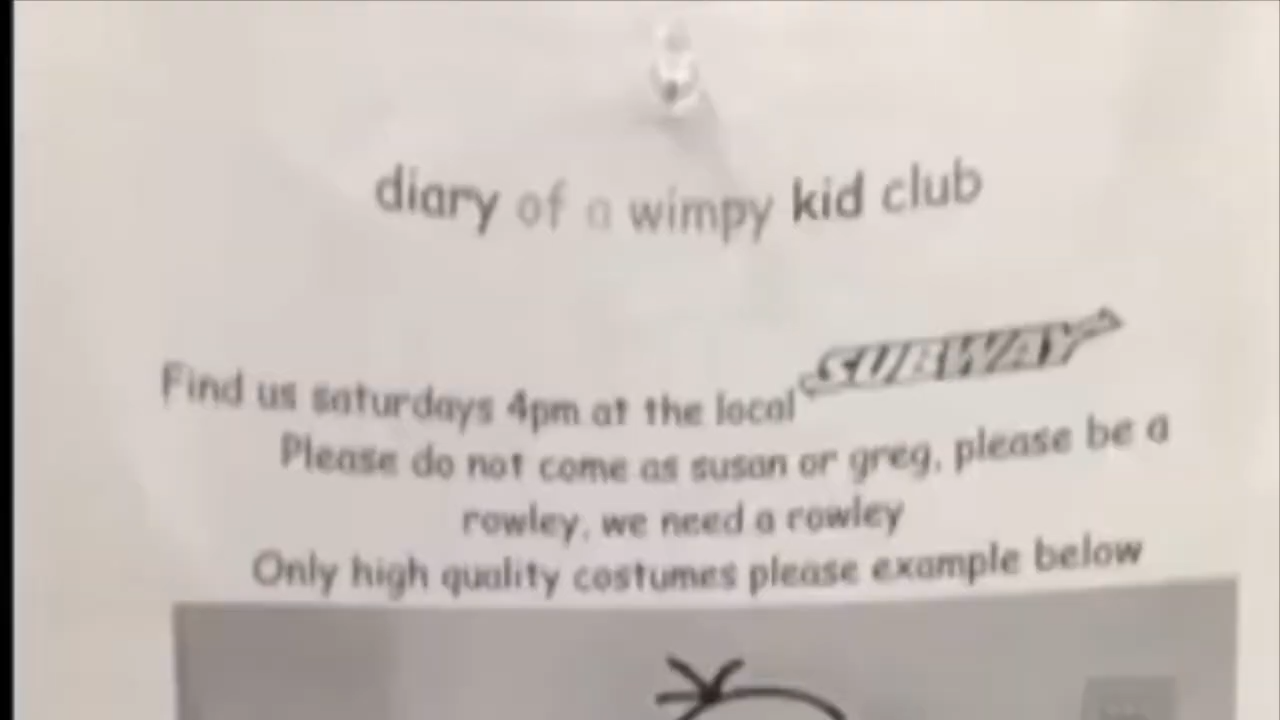 diary of a wimpy kid club
Find us saturdays 4pm at the local SUBWAY
Please do not come as susan or greg, please be a
rowley, we need a rowley
Only high quality costumes please example below